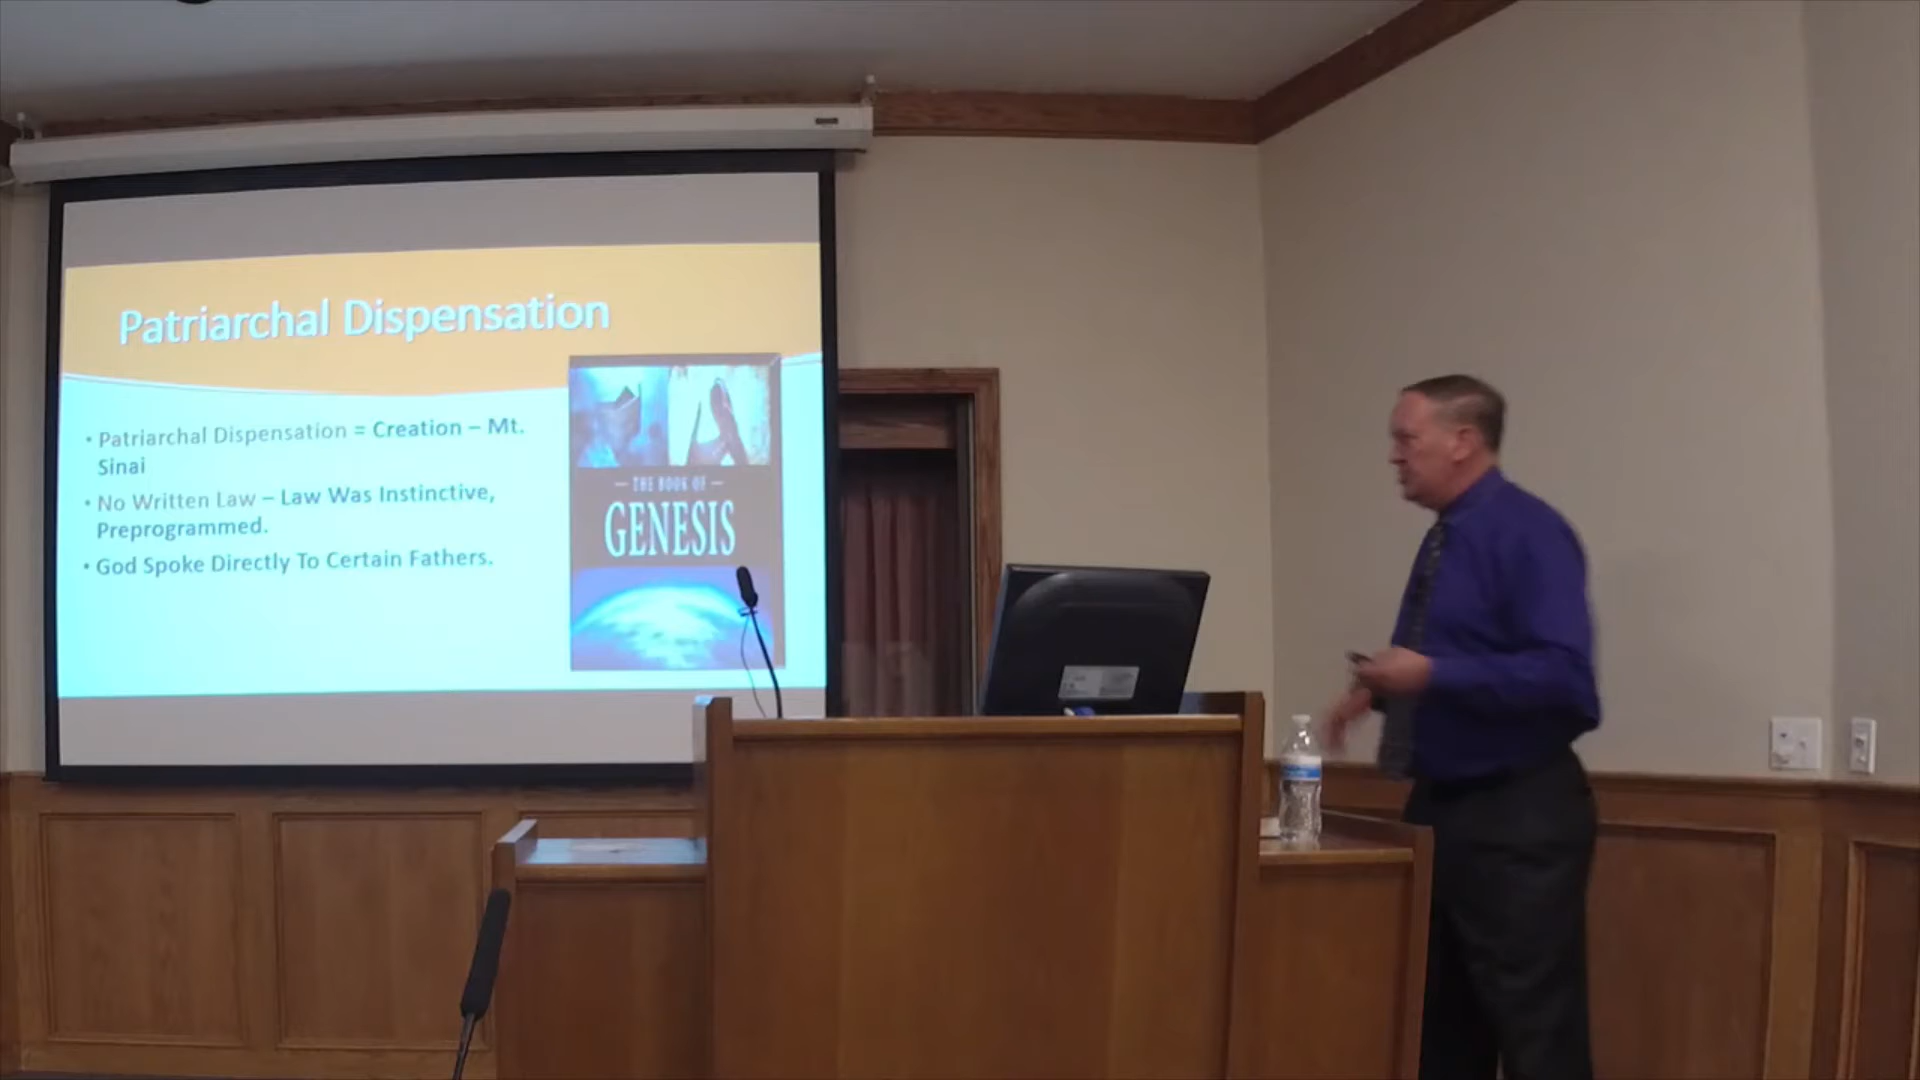 Patriarchal Dispensation
• Patriarchal Dispensation = Creation – Mt.
Sinai
• No Written Law – Law Was Instinctive,
Preprogrammed.
• God Spoke Directly To Certain Fathers.
— THE BOOK OF —
GENESIS